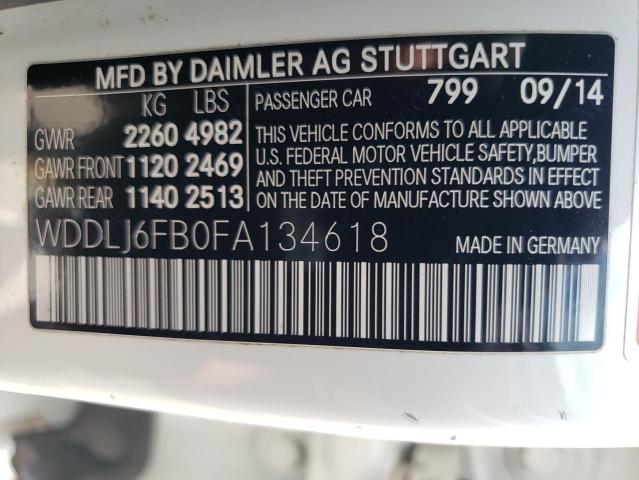 MFD BY DAIMLER AG STUTTGART
KG LBS
GVWR 2260 4982
GAWR FRONT 1120 2469
GAWR REAR 1140 2513
PASSENGER CAR 799 09/14
THIS VEHICLE CONFORMS TO ALL APPLICABLE
U.S. FEDERAL MOTOR VEHICLE SAFETY,BUMPER
AND THEFT PREVENTION STANDARDS IN EFFECT
ON THE DATE OF MANUFACTURE SHOWN ABOVE
WDDLJ6FB0FA134618
MADE IN GERMANY